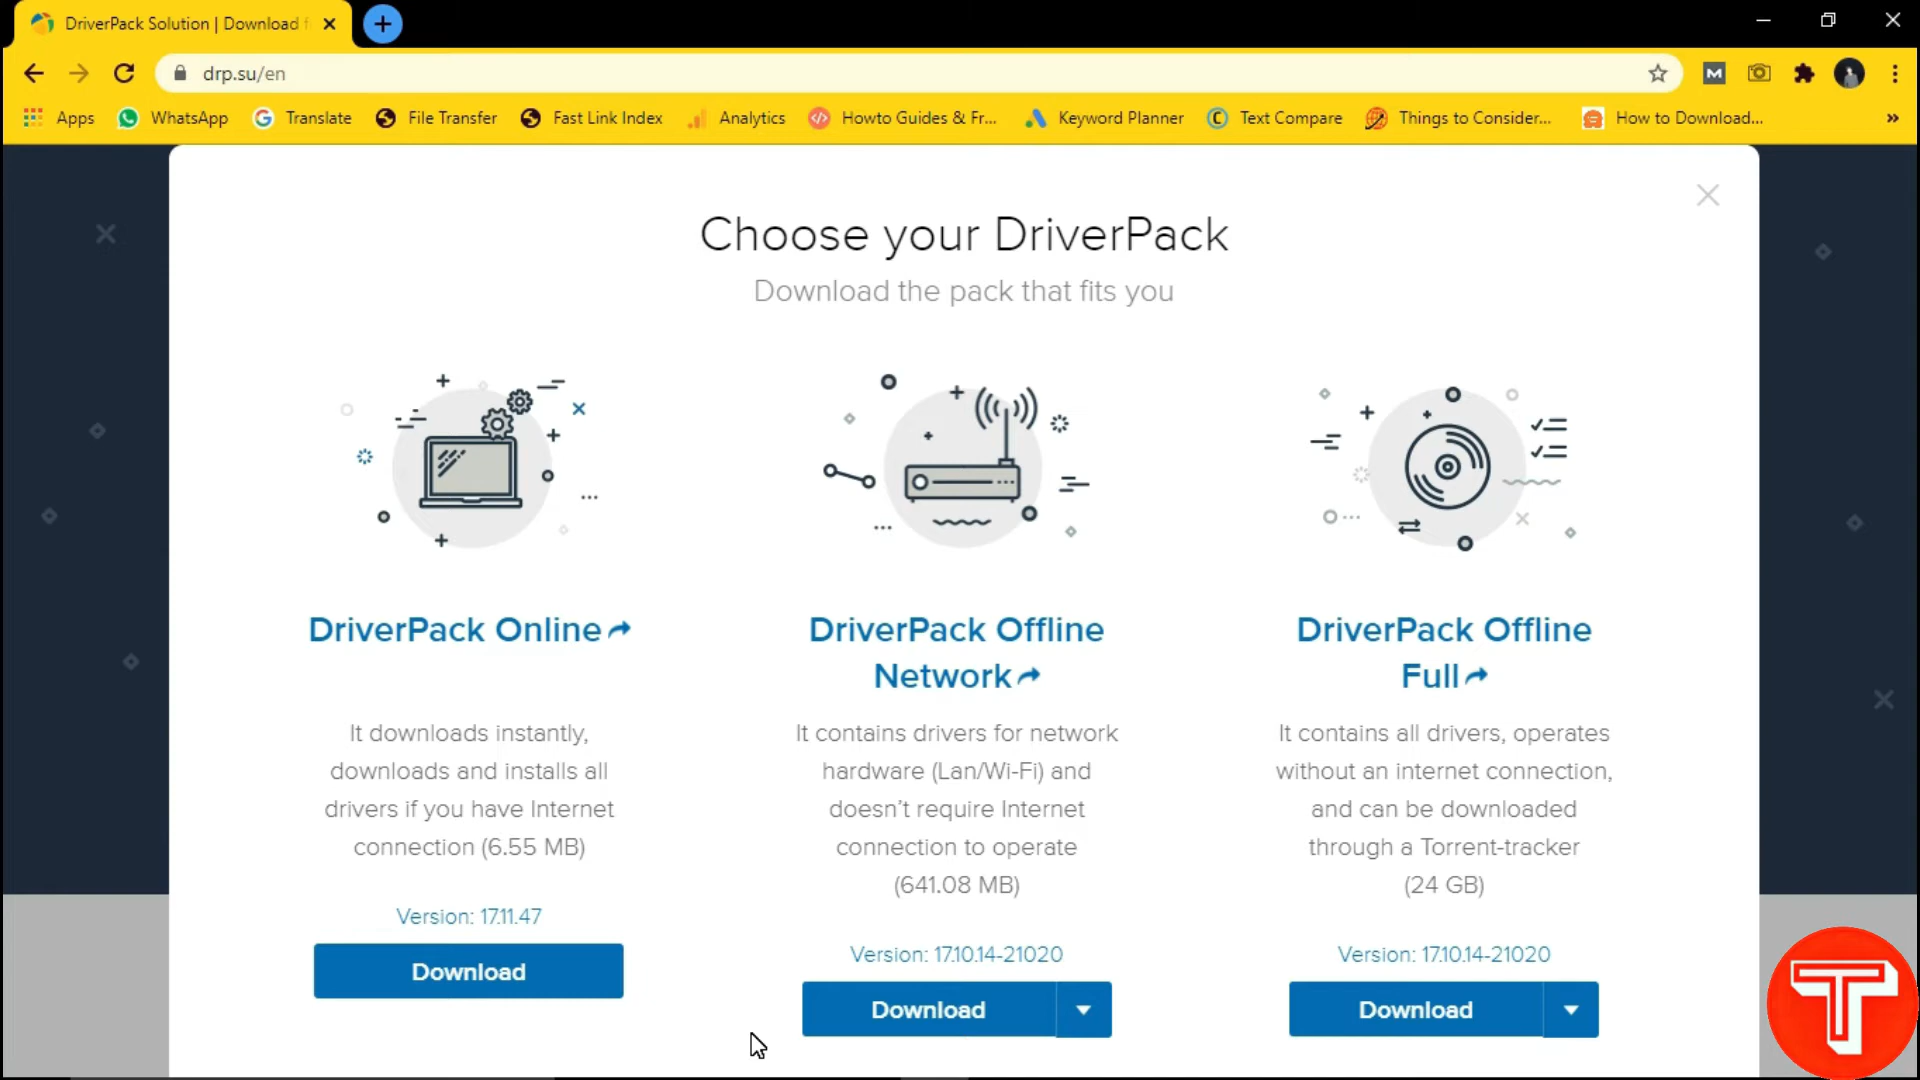 DriverPack Solution | Download f
drp.su/en
Apps WhatsApp Translate File Transfer Fast Link Index Analytics Howto Guides & Fr... Keyword Planner Text Compare Things to Consider... How to Download... »
Choose your DriverPack
Download the pack that fits you
DriverPack Online
It downloads instantly,
downloads and installs all
drivers if you have Internet
connection (6.55 MB)
Version: 17.11.47
Download
DriverPack Offline
Network
It contains drivers for network
hardware (Lan/Wi-Fi) and
doesn't require Internet
connection to operate
(641.08 MB)
Version: 17.10.14-21020
Download
DriverPack Offline
Full
It contains all drivers, operates
without an internet connection,
and can be downloaded
through a Torrent-tracker
(24 GB)
Version: 17.10.14-21020
Download
T